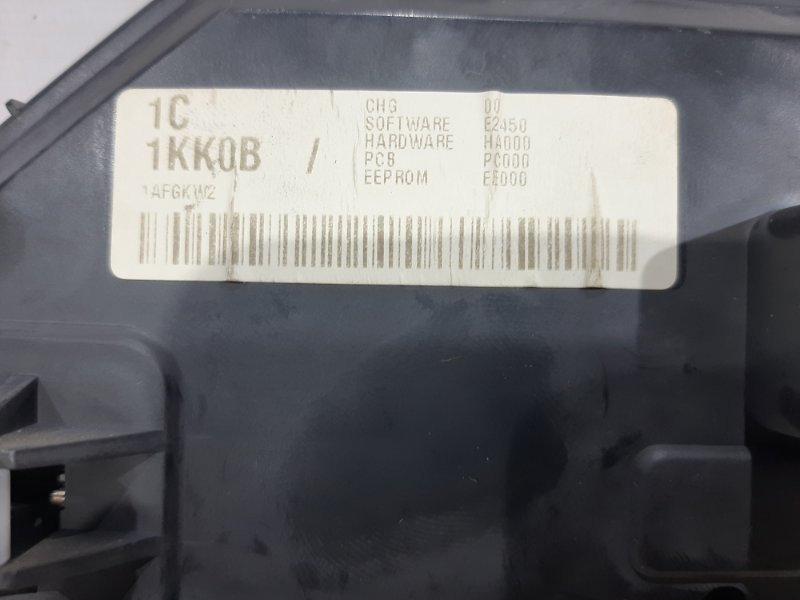 1C
1KK0B /
1AFGKW2
CHG 00
SOFTWARE E2450
HARDWARE HA000
PCB PC000
EEPROM EE000